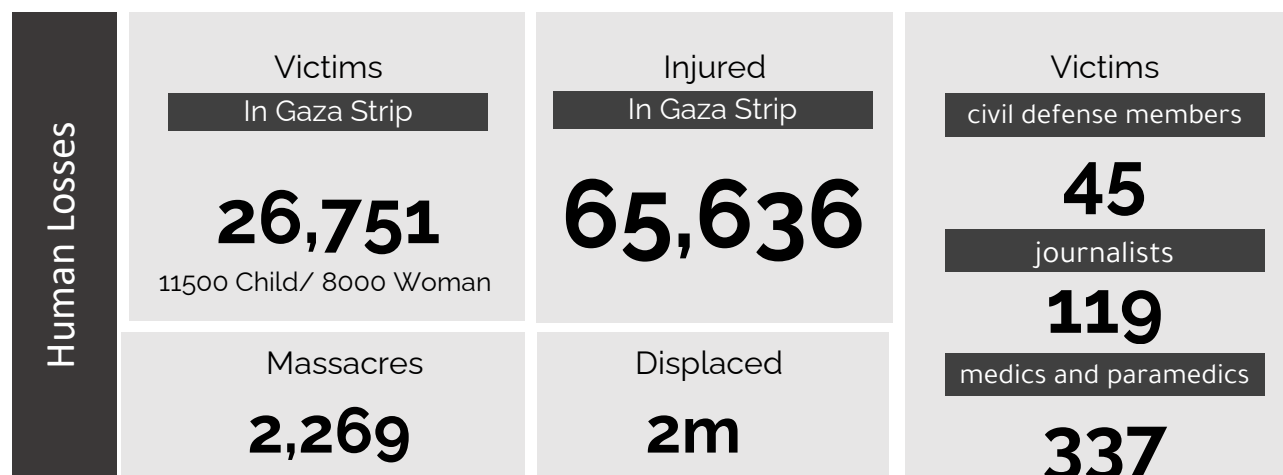 Human Losses
Victims
In Gaza Strip
26,751
11500 Child/ 8000 Woman
Injured
In Gaza Strip
65,636
Massacres
2,269
Displaced
2m
Victims
civil defense members
45
journalists
119
medics and paramedics
337